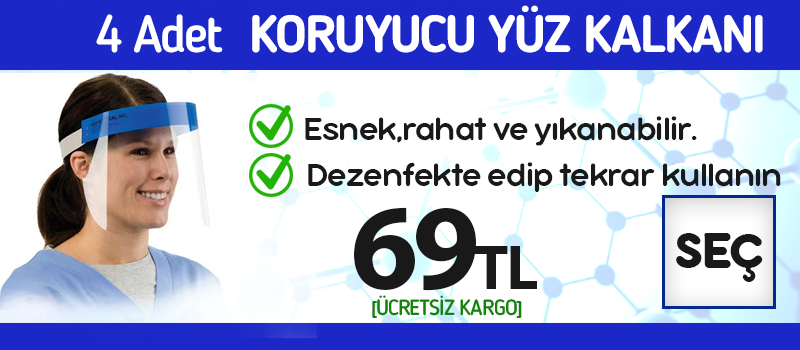 4 Adet KORUYUCU YÜZ KALKANI
Esnek,rahat ve yıkanabilir.
Dezenfekte edip tekrar kullanın
69TL
[ÜCRETSİZ KARGO]
SEÇ